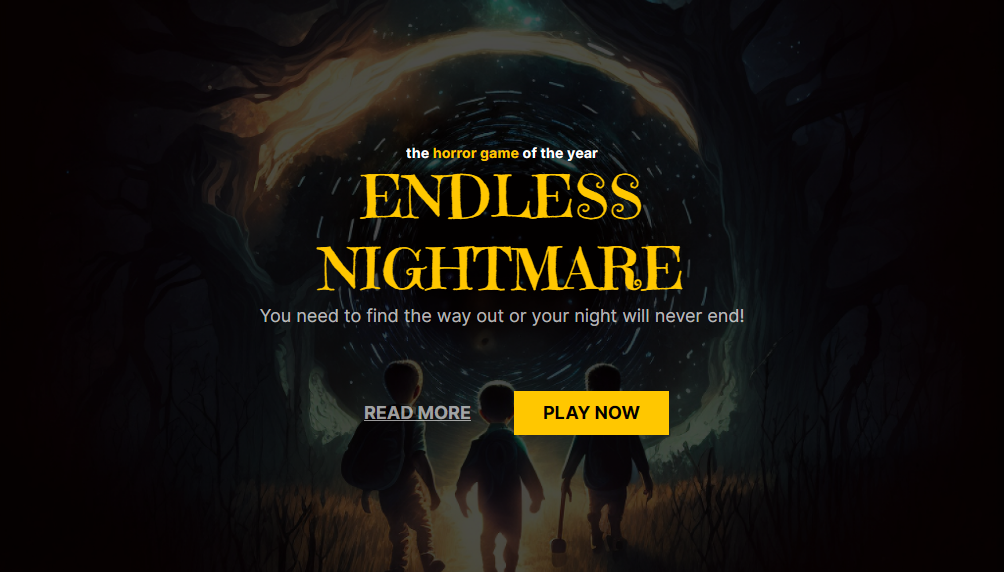 the horror game of the year
ENDLESS
NIGHTMARE
You need to find the way out or your night will never end!
READ MORE
PLAY NOW